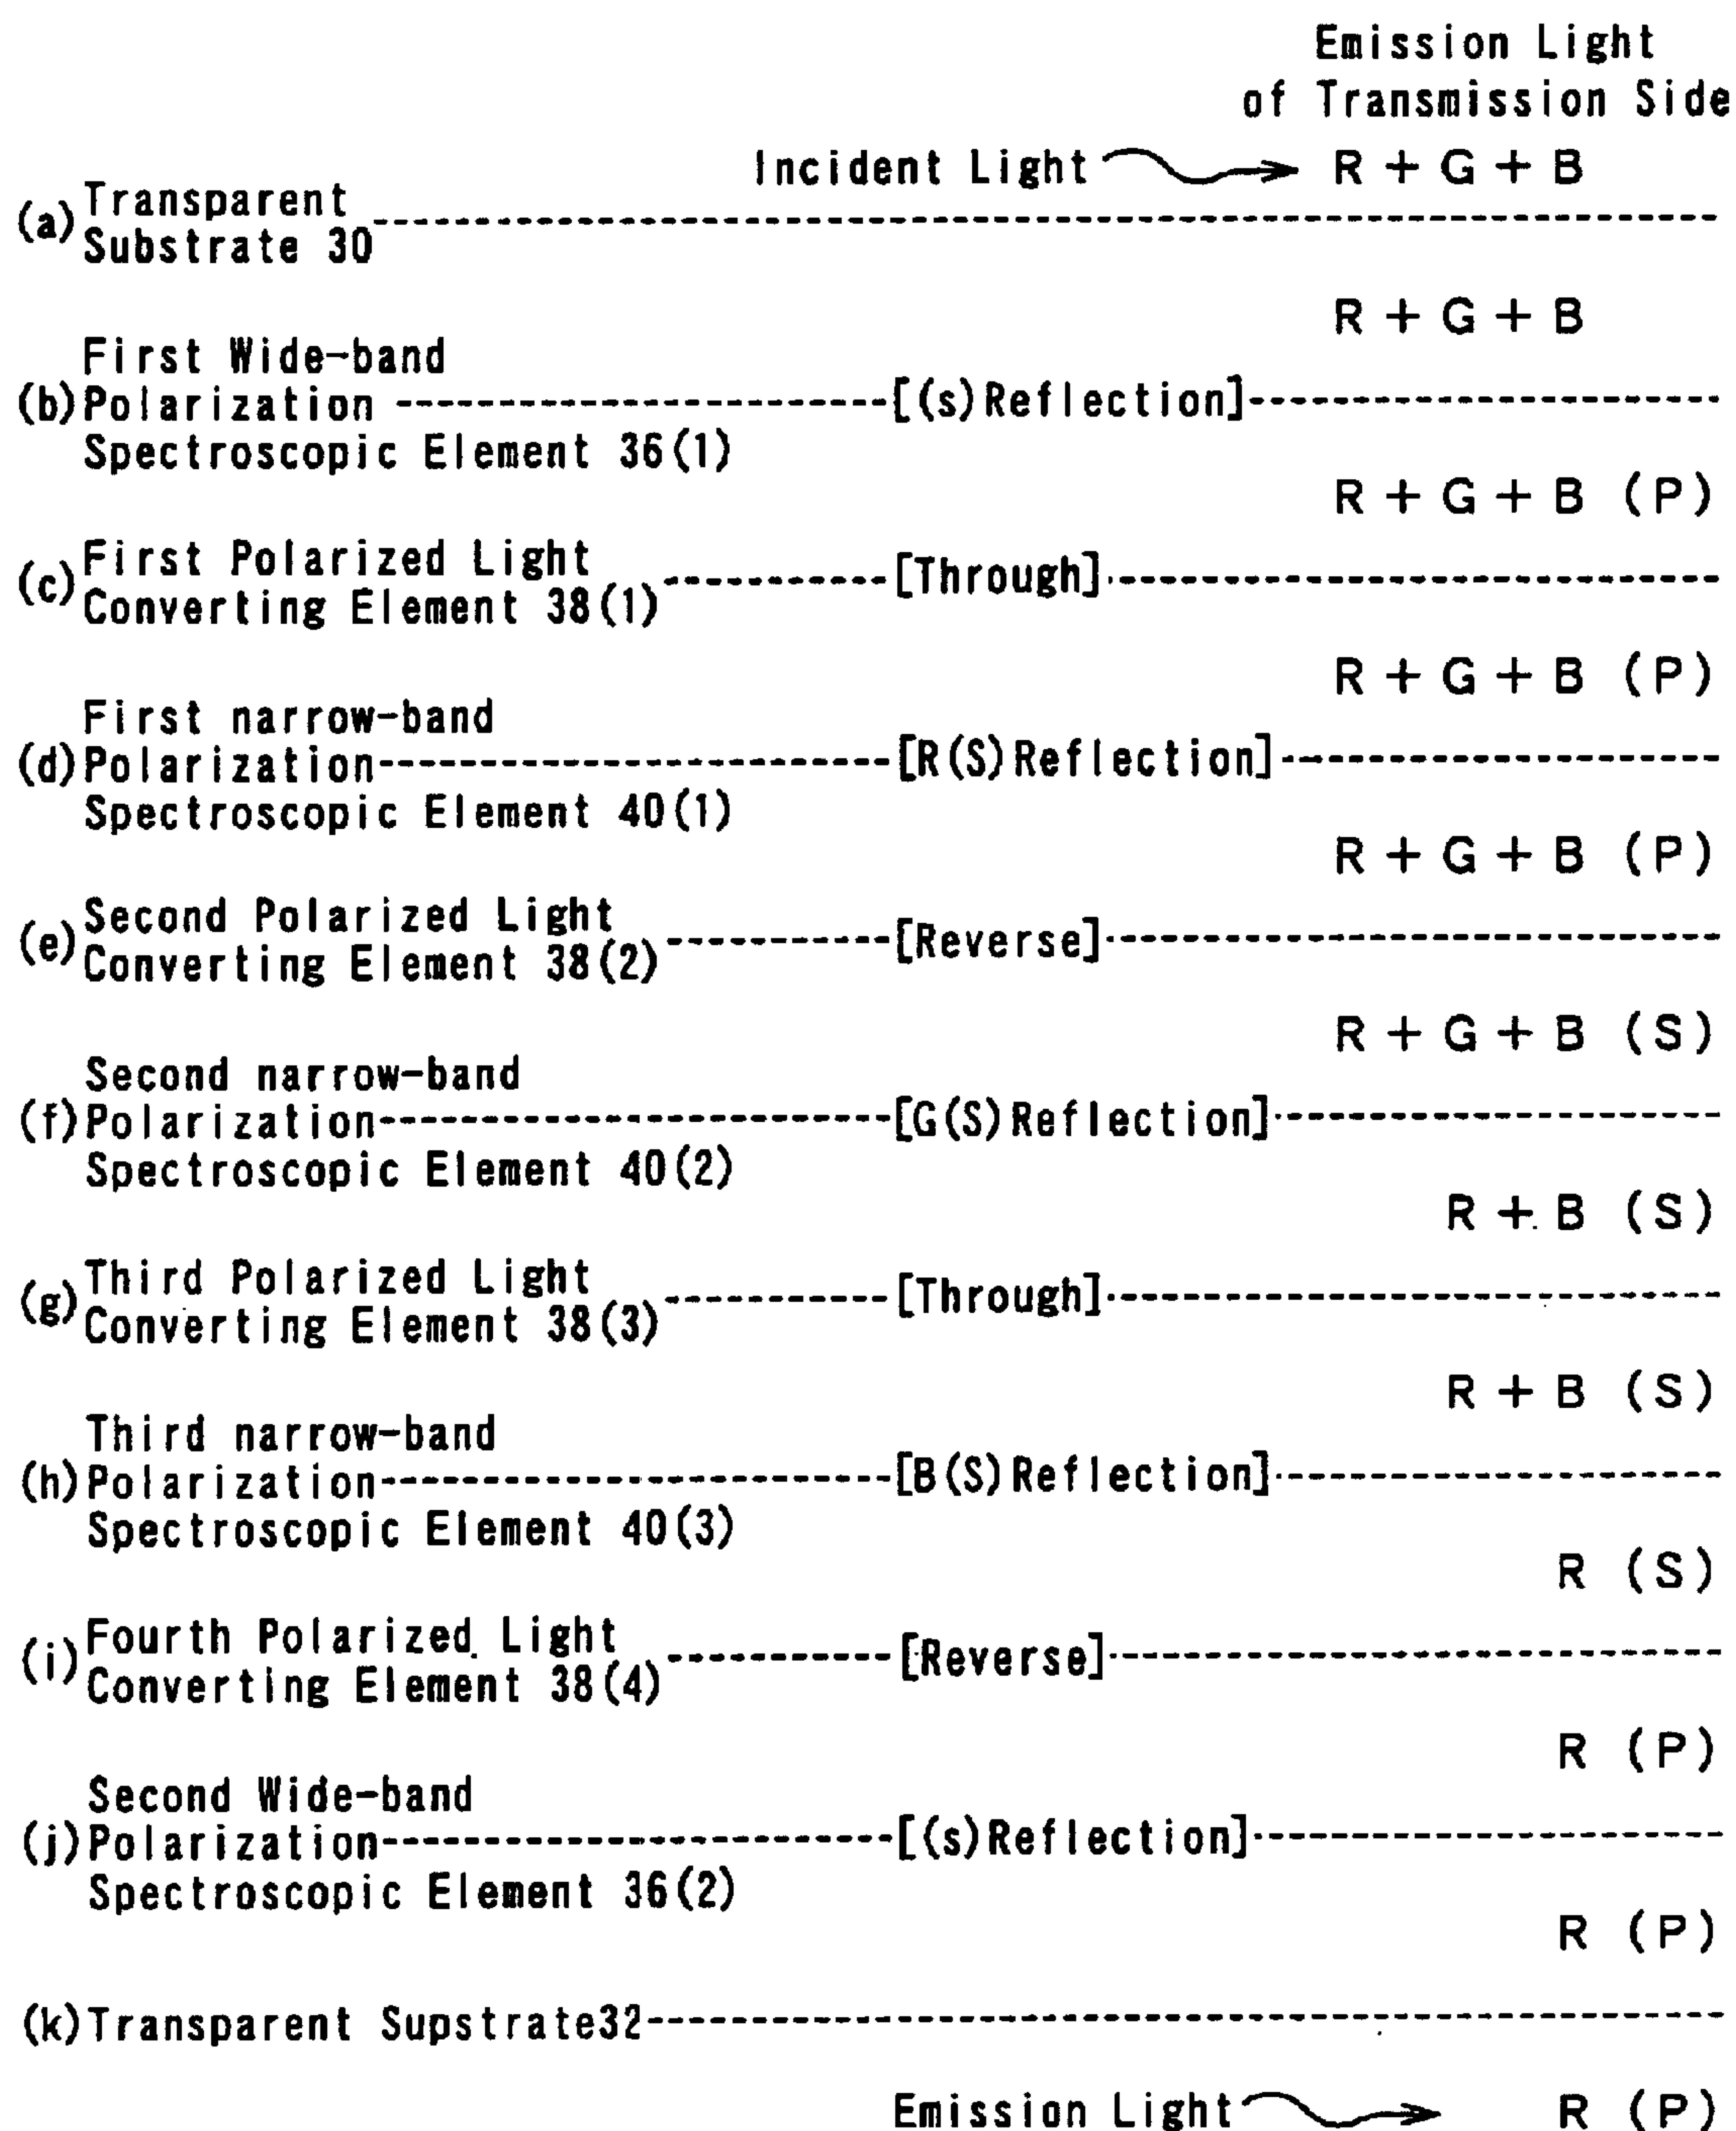 Emission Light
of Transmission Side
Incident Light R + G + B
(a) Transparent
Substrate 30
R + G + B
First Wide-band
(b) Polarization [(s)Reflection]
Spectroscopic Element 36(1)
R + G + B (P)
(c) First Polarized Light
Converting Element 38(1) [Through]
R + G + B (P)
First narrow-band
(d) Polarization [R(S)Reflection]
Spectroscopic Element 40(1)
R + G + B (P)
(e) Second Polarized Light
Converting Element 38(2) [Reverse]
R + G + B (S)
Second narrow-band
(f) Polarization [G(S)Reflection]
Spectroscopic Element 40(2)
R + B (S)
(g) Third Polarized Light
Converting Element 38(3) [Through]
R + B (S)
Third narrow-band
(h) Polarization [B(S)Reflection]
Spectroscopic Element 40(3)
R (S)
(i) Fourth Polarized Light
Converting Element 38(4) [Reverse]
R (P)
Second Wide-band
(j) Polarization [(s)Reflection]
Spectroscopic Element 36(2)
R (P)
(k) Transparent Supstrate32
Emission Light R (P)